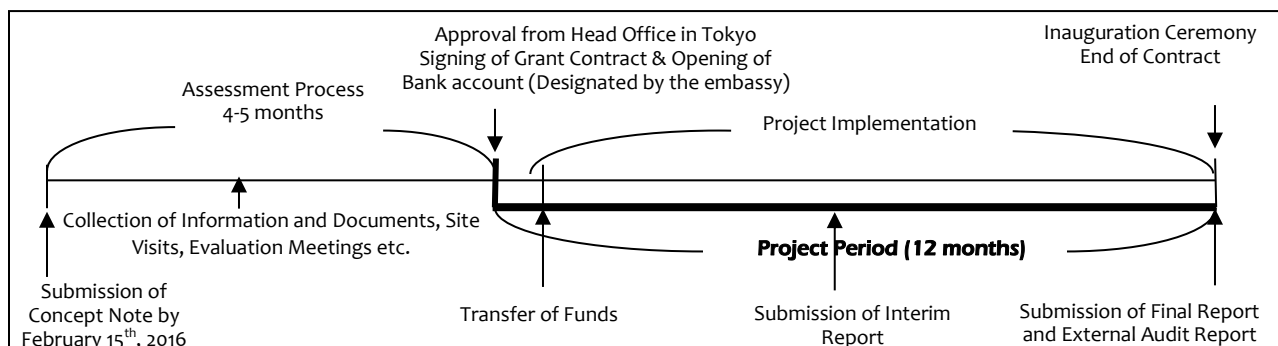 Approval from Head Office in Tokyo
Signing of Grant Contract & Opening of
Bank account (Designated by the embassy)
Inauguration Ceremony
End of Contract
Assessment Process
4-5 months
Project Implementation
Collection of Information and Documents, Site
Visits, Evaluation Meetings etc.
Project Period (12 months)
Submission of
Concept Note by
February 15th, 2016
Transfer of Funds
Submission of Interim
Report
Submission of Final Report
and External Audit Report